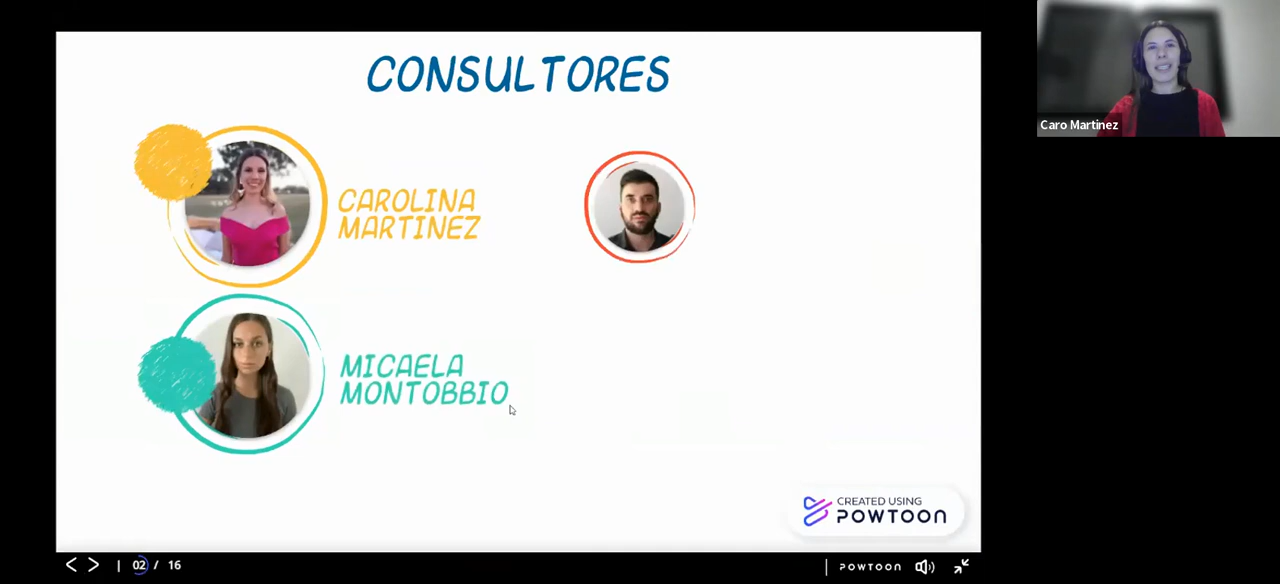 CONSULTORES
CAROLINA
MARTINEZ
MICAELA
MONTOBBIO
CREATED USING
POWTOON
02 / 16
POWTOON
Caro Martinez